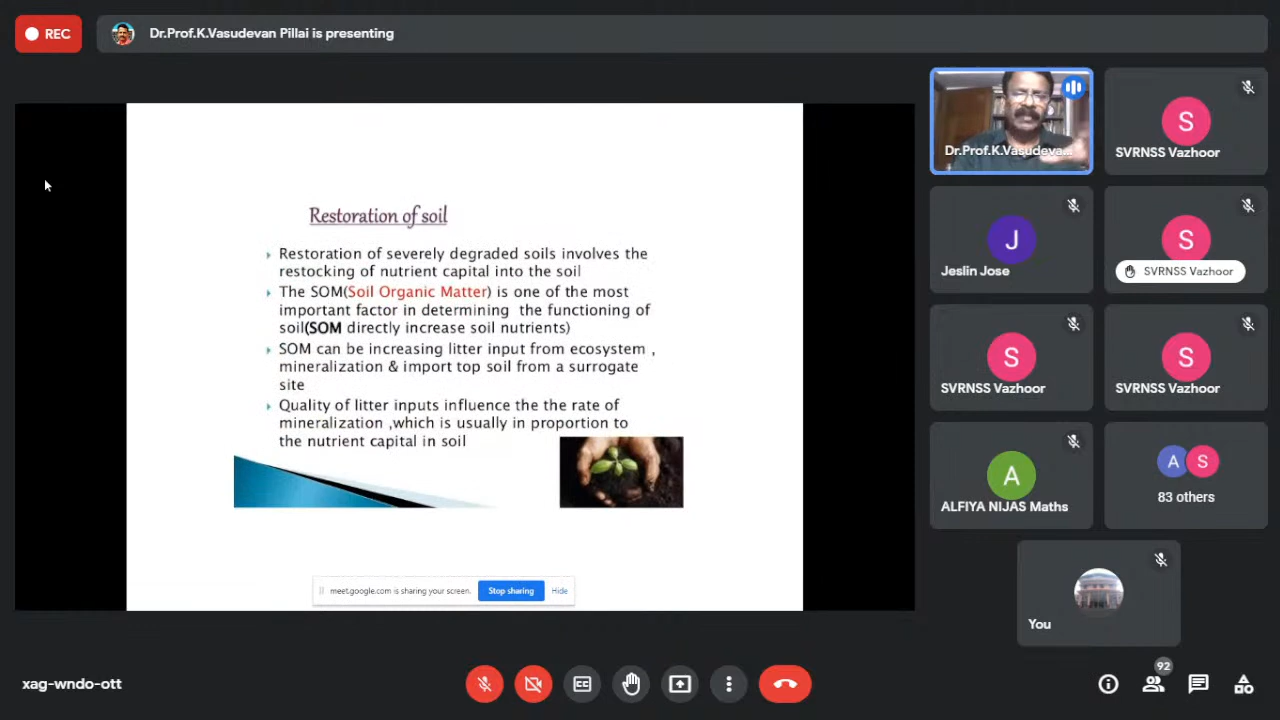 REC
Dr.Prof.K.Vasudevan Pillai is presenting
Restoration of soil
Restoration of severely degraded soils involves the
restocking of nutrient capital into the soil
The SOM(Soil Organic Matter) is one of the most
important factor in determining the functioning of
soil(SOM directly increase soil nutrients)
SOM can be increasing litter input from ecosystem ,
mineralization & import top soil from a surrogate
site
Quality of litter inputs influence the the rate of
mineralization ,which is usually in proportion to
the nutrient capital in soil
meet.google.com is sharing your screen.
Stop sharing
Hide
Dr.Prof.K.Vasudeva...
S
SVRNSS Vazhoor
J
Jeslin Jose
S
SVRNSS Vazhoor
S
SVRNSS Vazhoor
S
SVRNSS Vazhoor
A
ALFIYA NIJAS Maths
A S
83 others
You
xag-wndo-ott
CC
92